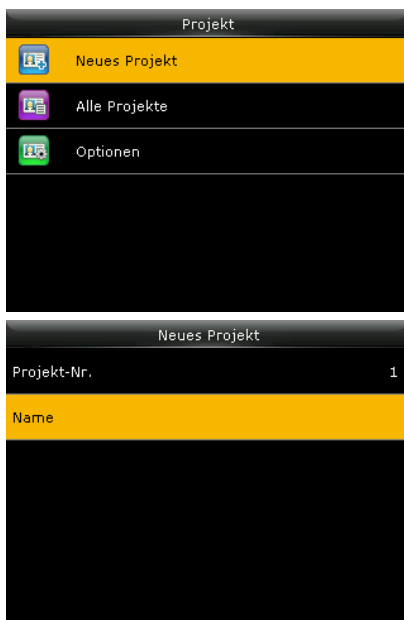 Projekt
Neues Projekt
Alle Projekte
Optionen
Neues Projekt
Projekt-Nr. 1
Name